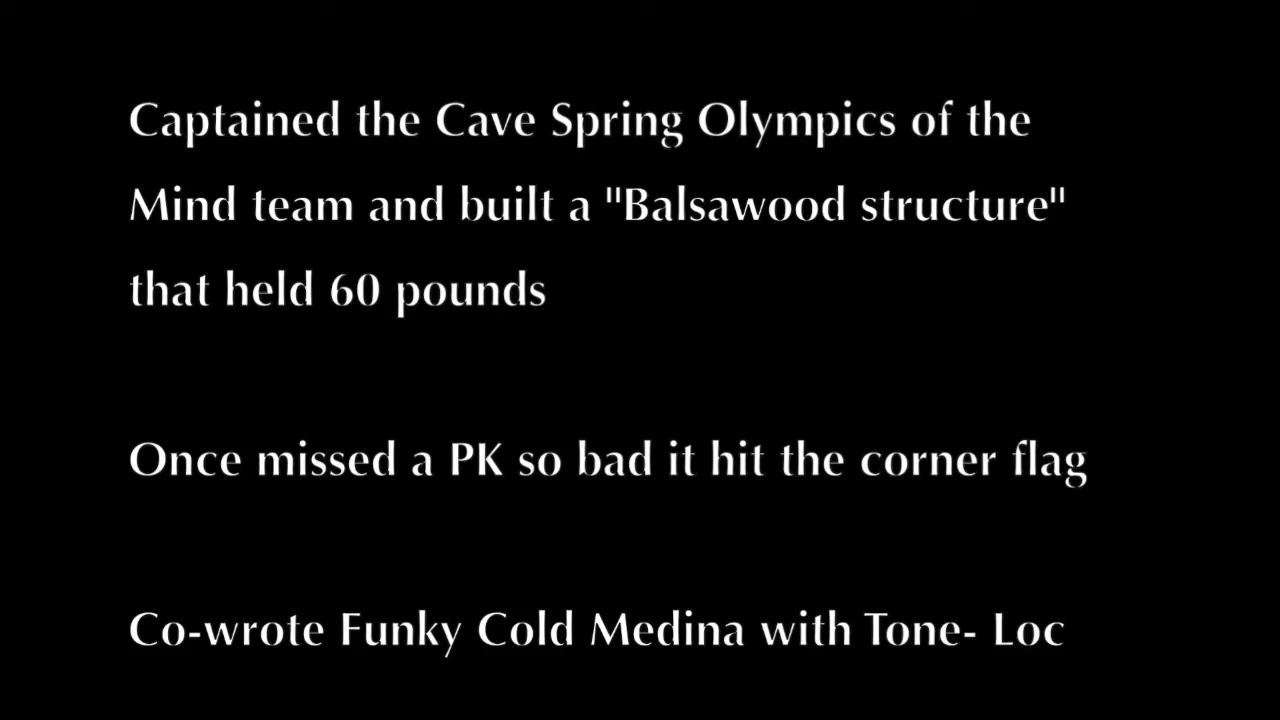 Captained the Cave Spring Olympics of the
Mind team and built a "Balsawood structure"
that held 60 pounds
Once missed a PK so bad it hit the corner flag
Co-wrote Funky Cold Medina with Tone- Loc